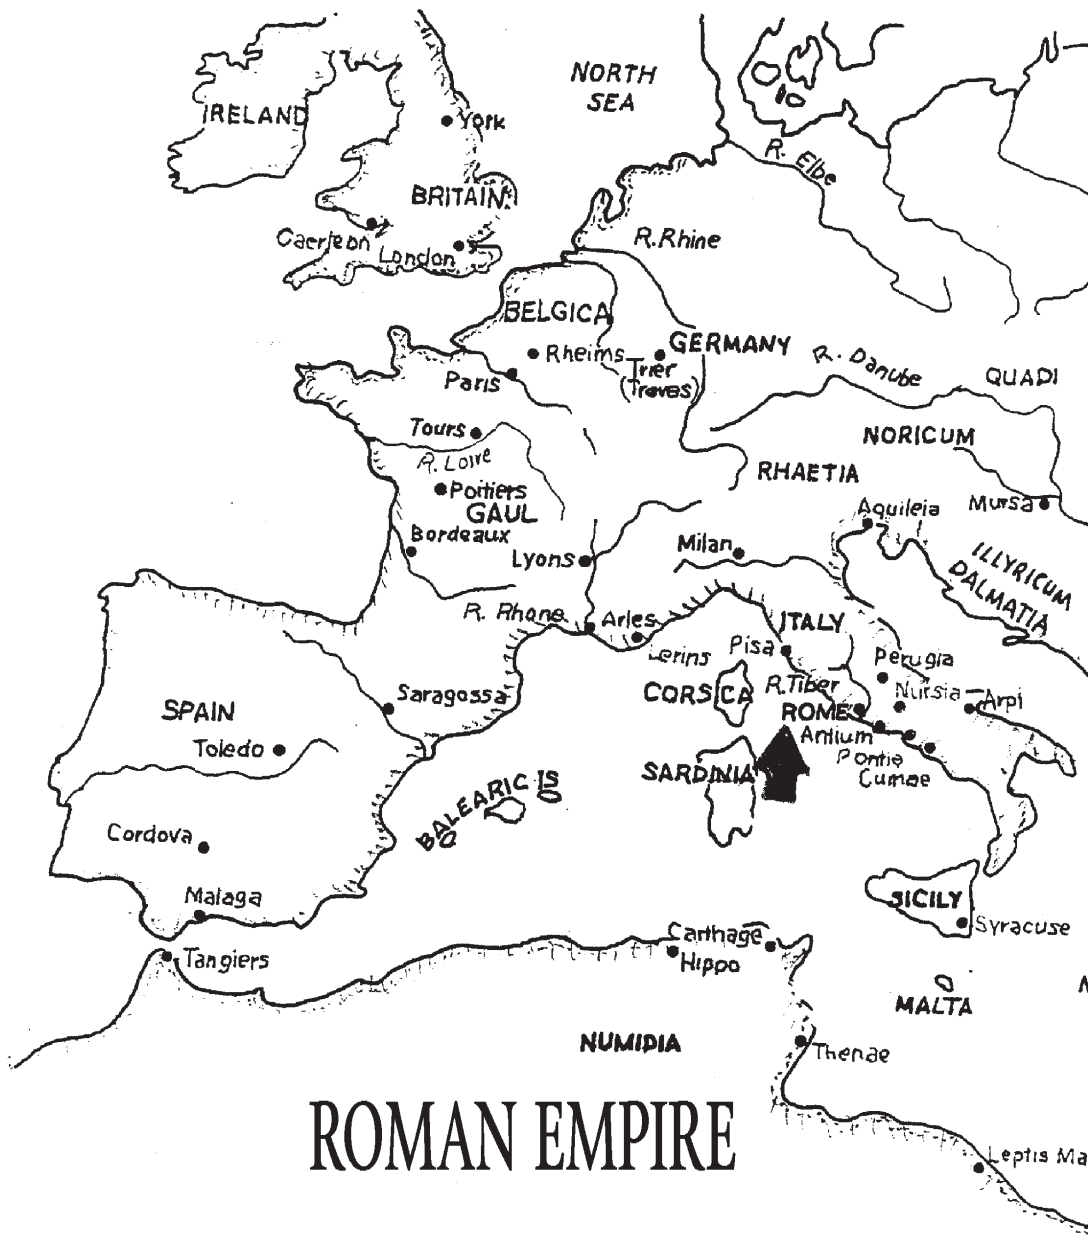 NORTH
SEA
IRELAND
York
R. Elbe
BRITAIN
R. Rhine
Caerleon
London
BELGICA
GERMANY
Rheims
Trier
(Treves)
Paris
R. Danube
QUADI
Tours
NORICUM
R. Loire
RHAETIA
Poitiers
GAUL
Mursa
Aquileia
Bordeaux
Milan
Lyons
ILLYRICUM
DALMATIA
R. Rhone
Arles
ITALY
Lerins
Pisa
Perugia
CORSICA
R. Tiber
Nursia
Arpi
Saragossa
SPAIN
ROME
Toledo
Antium
Pontia
SARDINIA
Cumae
BALEARIC IS
Cordova
Malaga
SICILY
Syracuse
Carthage
Tangiers
Hippo
MALTA
NUMIDIA
Thenae
ROMAN EMPIRE
Leptis Ma